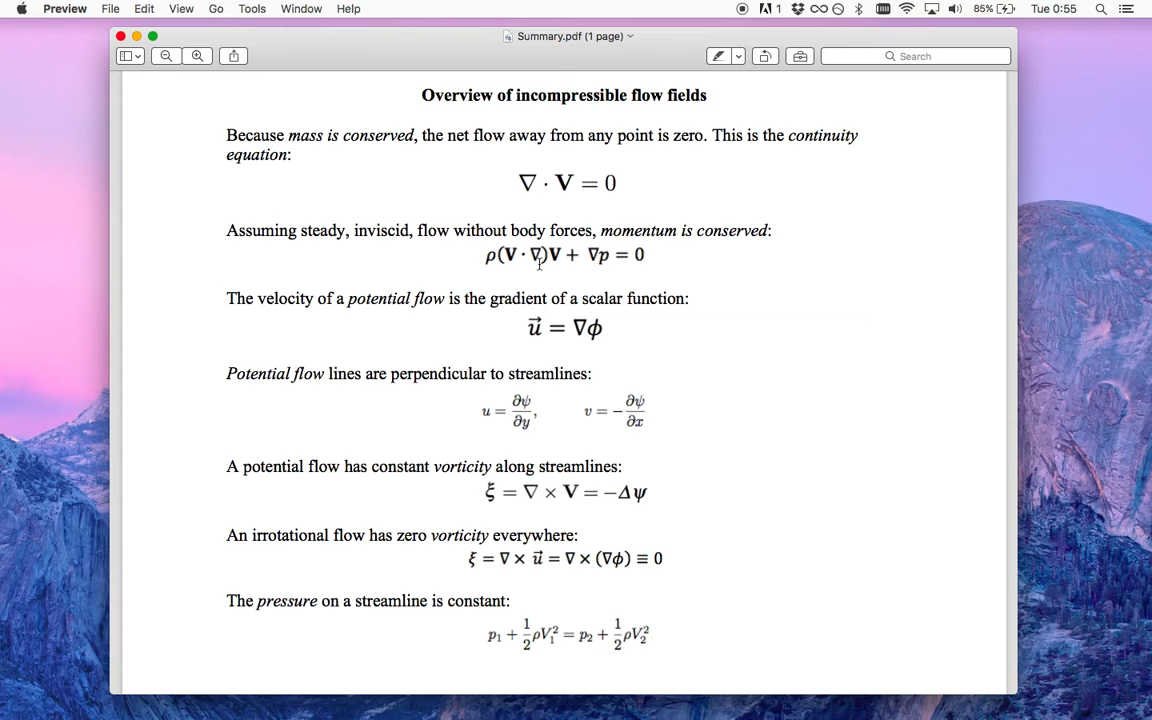 Preview File Edit View Go Tools Window Help 1 85% Tue 0:55
Summary.pdf (1 page)
Search
Overview of incompressible flow fields
Because mass is conserved, the net flow away from any point is zero. This is the continuity
equation:
∇ · V = 0
Assuming steady, inviscid, flow without body forces, momentum is conserved:
ρ(V · ∇)V + ∇p = 0
The velocity of a potential flow is the gradient of a scalar function:
u⃗ = ∇ϕ
Potential flow lines are perpendicular to streamlines:
u = ∂ψ/∂y, v = −∂ψ/∂x
A potential flow has constant vorticity along streamlines:
ξ = ∇ × V = −Δψ
An irrotational flow has zero vorticity everywhere:
ξ = ∇ × u⃗ = ∇ × (∇ϕ) ≡ 0
The pressure on a streamline is constant:
p₁ + 1/2 ρV₁² = p₂ + 1/2 ρV₂²